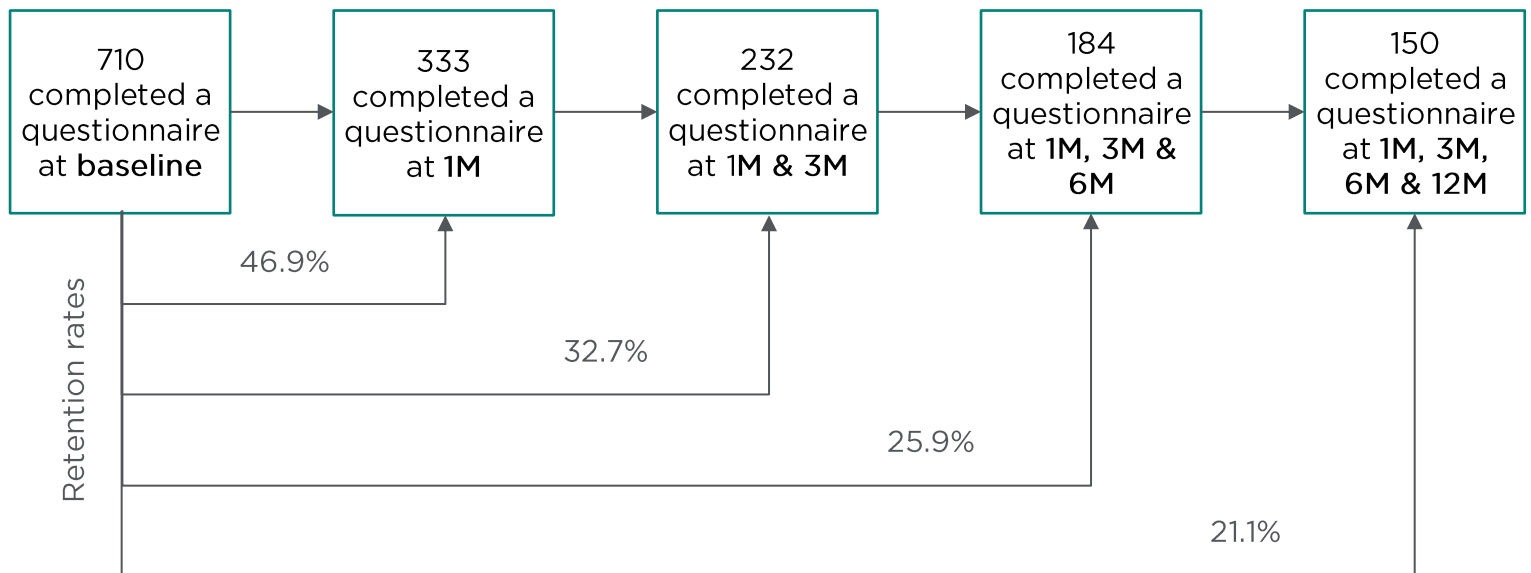 710
completed a
questionnaire
at baseline
333
completed a
questionnaire
at 1M
232
completed a
questionnaire
at 1M & 3M
184
completed a
questionnaire
at 1M, 3M &
6M
150
completed a
questionnaire
at 1M, 3M,
6M & 12M
Retention rates
46.9%
32.7%
25.9%
21.1%